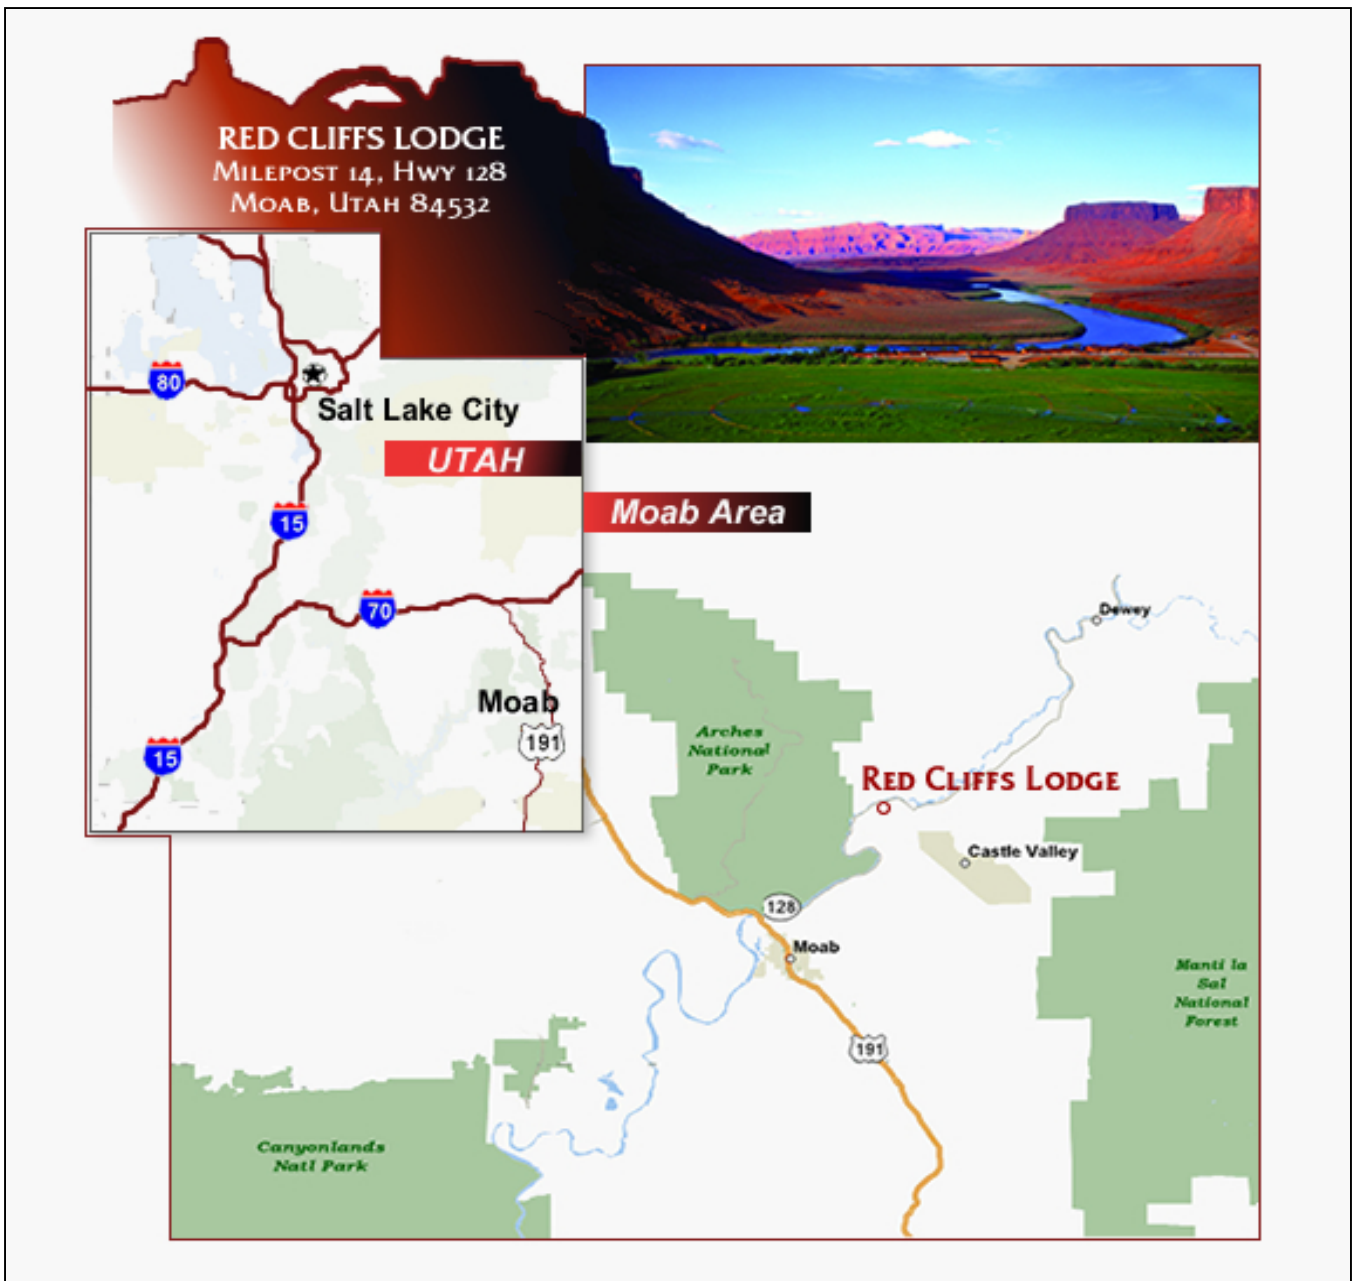 RED CLIFFS LODGE
MILEPOST 14, HWY 128
MOAB, UTAH 84532
80
Salt Lake City
UTAH
15
Moab Area
70
Dewey
Moab
191
15
Arches
National
Park
RED CLIFFS LODGE
Castle Valley
128
Moab
Manti la
Sal
National
Forest
191
Canyonlands
Natl Park